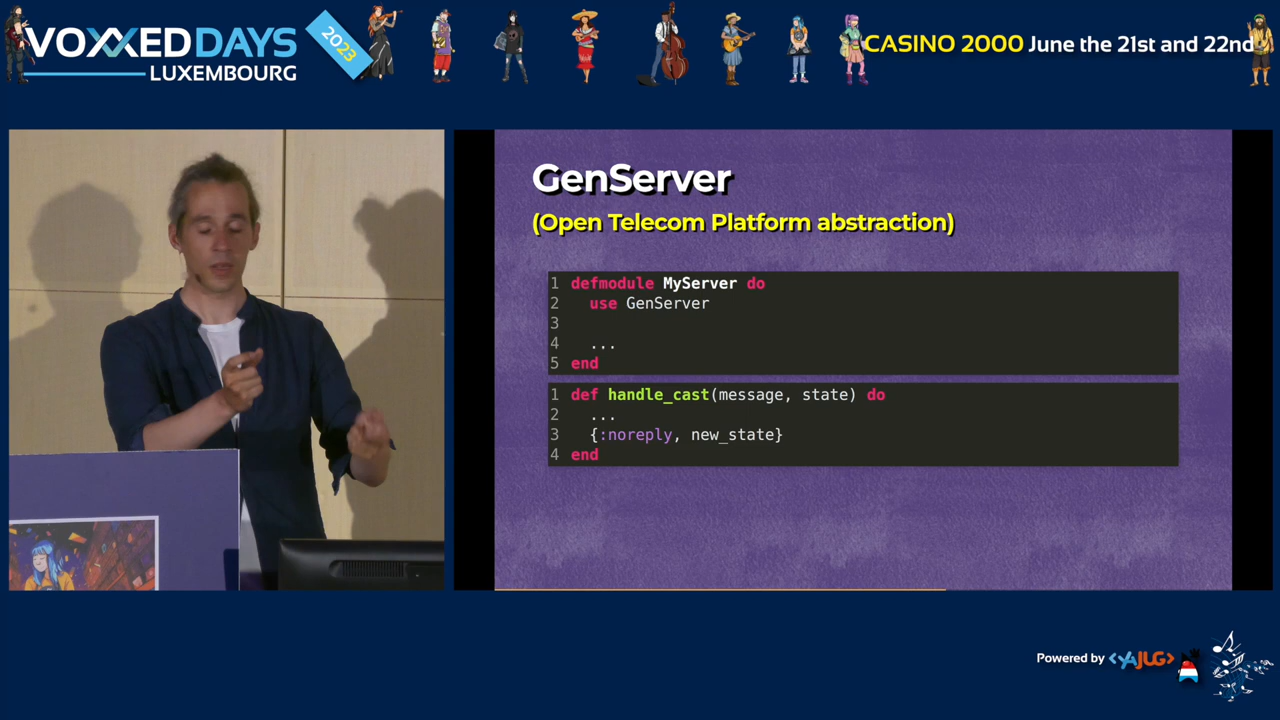 VOXXED DAYS
LUXEMBOURG
2023
CASINO 2000 June the 21st and 22nd
GenServer
(Open Telecom Platform abstraction)
1 defmodule MyServer do
2 use GenServer
3
4 ...
5 end
1 def handle_cast(message, state) do
2 ...
3 {:noreply, new_state}
4 end
Powered by <YAJUG>